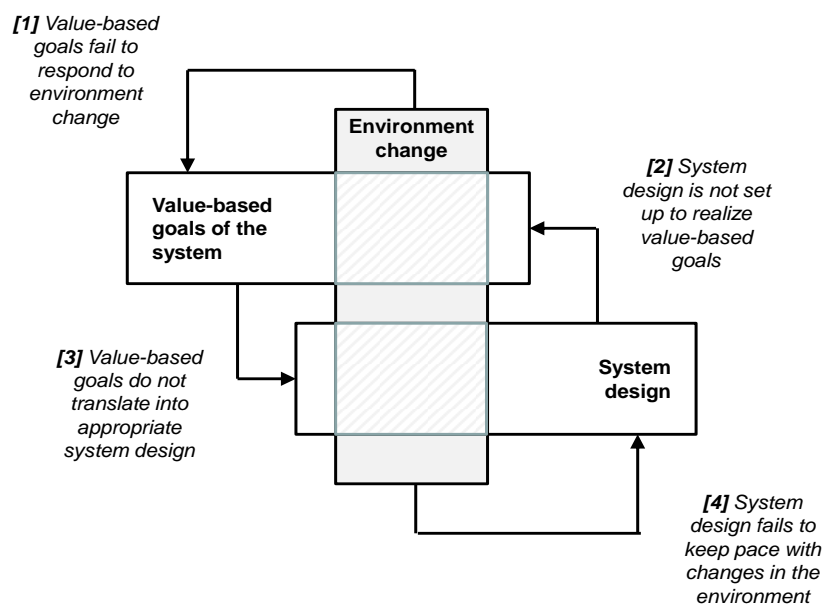 [1] Value-based
goals fail to
respond to
environment
change
Environment
change
[2] System
design is not set
up to realize
value-based
goals
Value-based
goals of the
system
[3] Value-based
goals do not
translate into
appropriate
system design
System
design
[4] System
design fails to
keep pace with
changes in the
environment